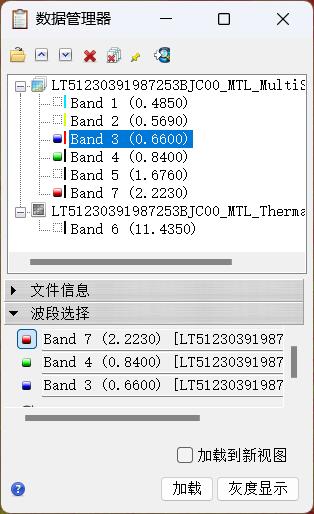 数据管理器
LT51230391987253BJC00_MTL_MultiS
Band 1 (0.4850)
Band 2 (0.5690)
Band 3 (0.6600)
Band 4 (0.8400)
Band 5 (1.6760)
Band 7 (2.2230)
LT51230391987253BJC00_MTL_Therma
Band 6 (11.4350)
文件信息
波段选择
Band 7 (2.2230) [LT51230391987
Band 4 (0.8400) [LT51230391987
Band 3 (0.6600) [LT51230391987
加载到新视图
加载 灰度显示